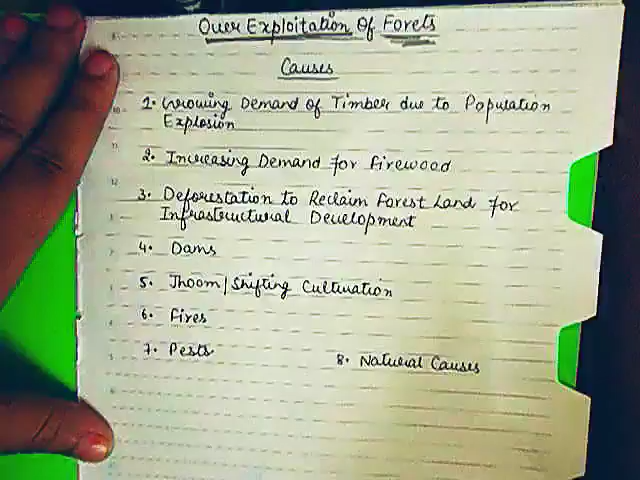 Over Exploitation Of Forets
Causes
1. Growing Demand of Timber due to Population
Explosion
2. Increasing Demand for Firewood
3. Deforestation to Reclaim Forest Land for
Infrastructural Development
4. Dams
5. Jhoom/Shifting Cultivation
6. Fires
7. Pests
8. Natural Causes